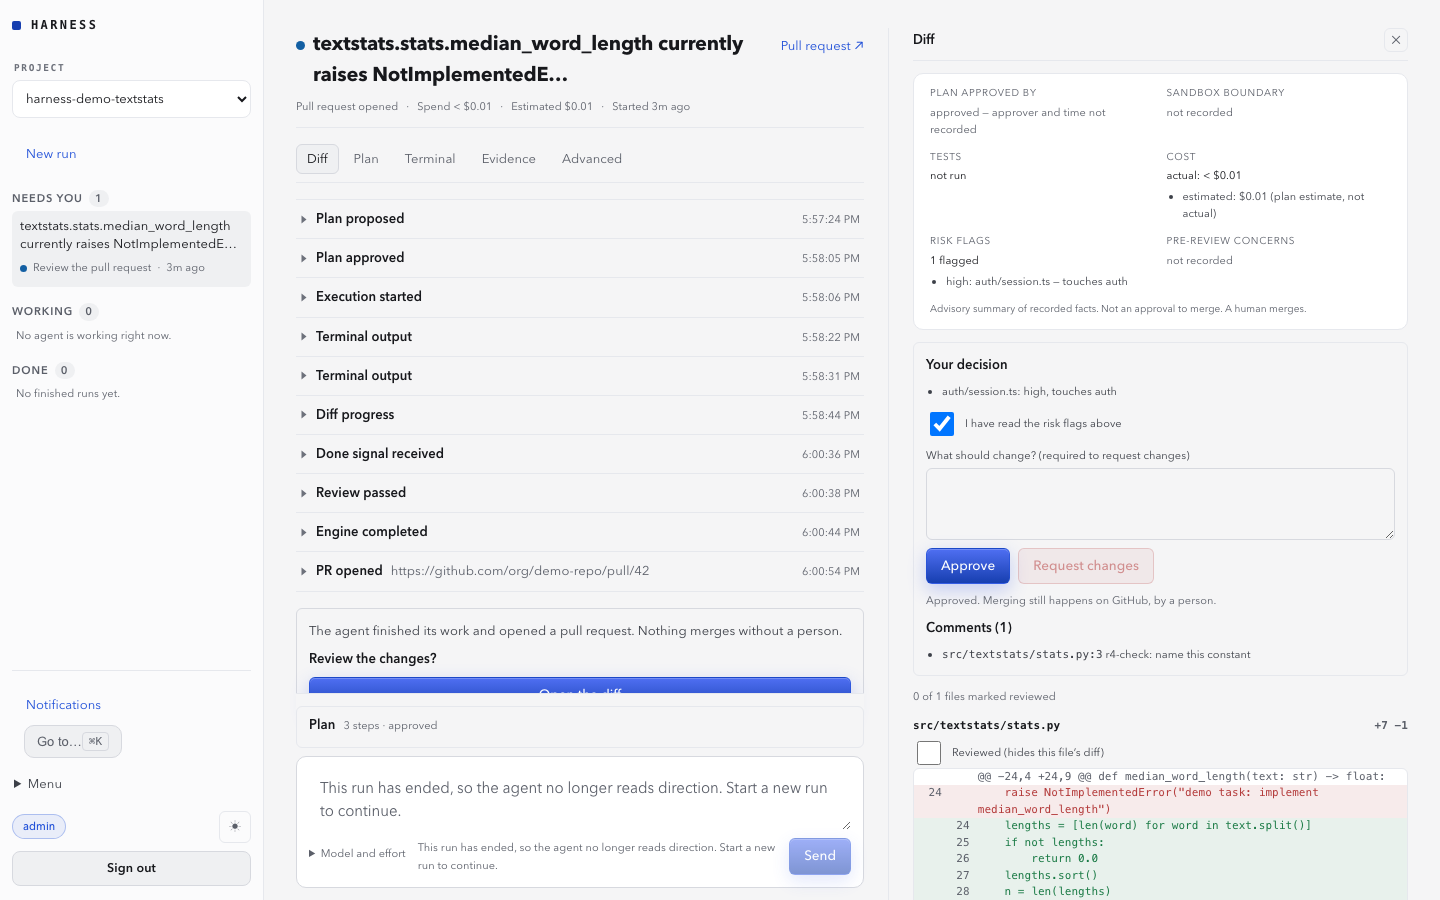 HARNESS
PROJECT
harness-demo-textstats
New run
NEEDS YOU 1
textstats.stats.median_word_length
currently raises NotImplementedE...
Review the pull request · 3m ago
WORKING 0
No agent is working right now.
DONE 0
No finished runs yet.
Notifications
Go to... ⌘K
Menu
admin
Sign out
textstats.stats.median_word_length currently
raises NotImplementedE...
Pull request ↗
Pull request opened · Spend < $0.01 · Estimated $0.01 · Started 3m ago
Diff Plan Terminal Evidence Advanced
Plan proposed 5:57:24 PM
Plan approved 5:58:05 PM
Execution started 5:58:06 PM
Terminal output 5:58:22 PM
Terminal output 5:58:31 PM
Diff progress 5:58:44 PM
Done signal received 6:00:36 PM
Review passed 6:00:38 PM
Engine completed 6:00:44 PM
PR opened https://github.com/org/demo-repo/pull/42 6:00:54 PM
The agent finished its work and opened a pull request. Nothing merges without a person.
Review the changes?
Open the diff
Plan 3 steps · approved
This run has ended, so the agent no longer reads direction. Start a new run
to continue.
Model and effort
This run has ended, so the agent no longer reads direction. Start a new
run to continue.
Send
Diff
PLAN APPROVED BY
approved — approver and time not
recorded
SANDBOX BOUNDARY
not recorded
TESTS
not run
COST
actual: < $0.01
• estimated: $0.01 (plan estimate, not
actual)
RISK FLAGS
1 flagged
• high: auth/session.ts — touches auth
PRE-REVIEW CONCERNS
not recorded
Advisory summary of recorded facts. Not an approval to merge. A human merges.
Your decision
• auth/session.ts: high, touches auth
I have read the risk flags above
What should change? (required to request changes)
Approve
Request changes
Approved. Merging still happens on GitHub, by a person.
Comments (1)
• src/textstats/stats.py:3 r4-check: name this constant
0 of 1 files marked reviewed
src/textstats/stats.py +7 −1
Reviewed (hides this file's diff)
@@ −24,4 +24,9 @@ def median_word_length(text: str) −> float:
24 raise NotImplementedError("demo task: implement
median_word_length")
24 lengths = [len(word) for word in text.split()]
25 if not lengths:
26 return 0.0
27 lengths.sort()
28 n = len(lengths)